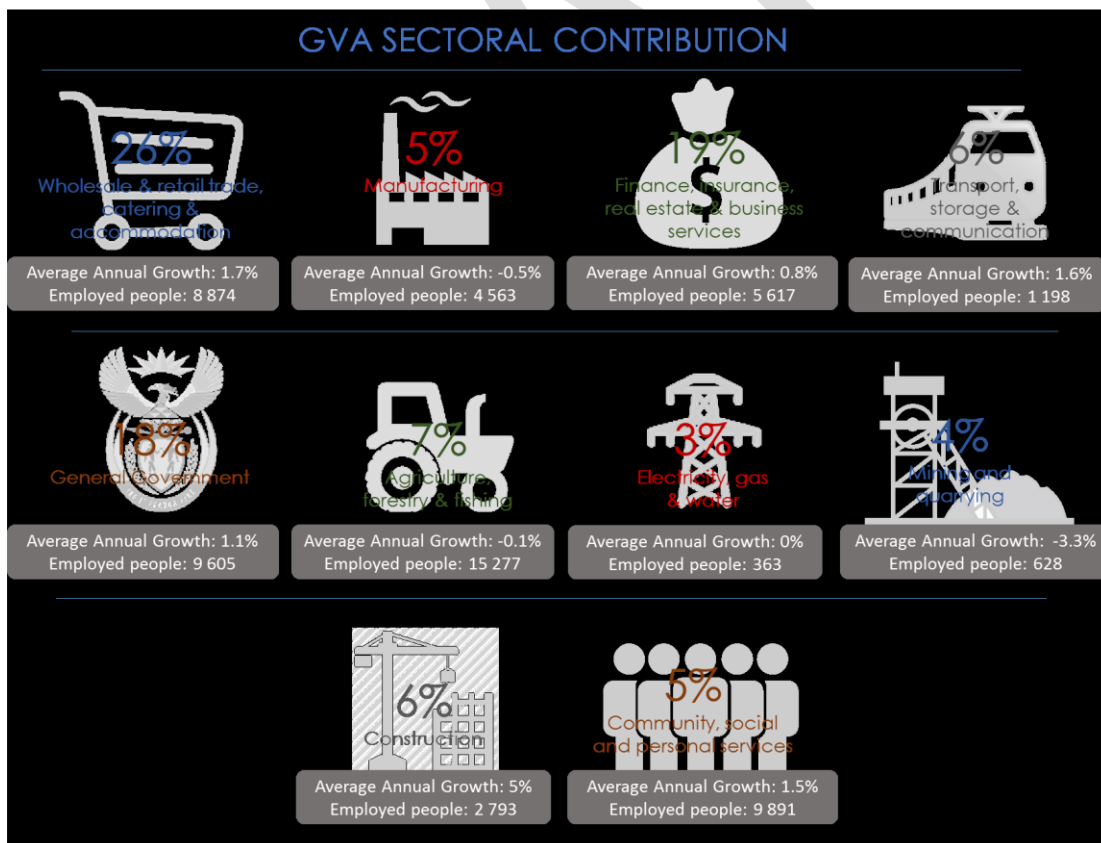 GVA SECTORAL CONTRIBUTION
26%
Wholesale & retail trade,
catering &
accommodation
Average Annual Growth: 1.7%
Employed people: 8 874
5%
Manufacturing
Average Annual Growth: -0.5%
Employed people: 4 563
19%
Finance, insurance,
real estate & business
services
$
Average Annual Growth: 0.8%
Employed people: 5 617
6%
Transport,
storage &
communication
Average Annual Growth: 1.6%
Employed people: 1 198
18%
General Government
Average Annual Growth: 1.1%
Employed people: 9 605
7%
Agriculture,
forestry & fishing
Average Annual Growth: -0.1%
Employed people: 15 277
3%
Electricity, gas
& water
Average Annual Growth: 0%
Employed people: 363
4%
Mining and
quarrying
Average Annual Growth: -3.3%
Employed people: 628
6%
Construction
Average Annual Growth: 5%
Employed people: 2 793
5%
Community, social
and personal services
Average Annual Growth: 1.5%
Employed people: 9 891